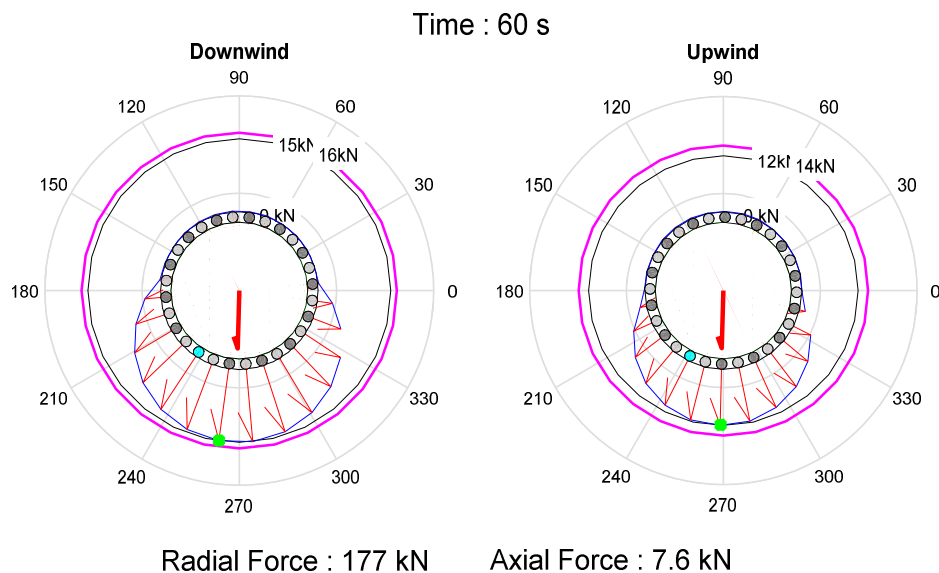 Time : 60 s
Downwind
Upwind
90
60
30
0
330
300
270
240
210
180
150
120
15kN
16kN
0 kN
90
60
30
0
330
300
270
240
210
180
150
120
12kN
14kN
0 kN
Radial Force : 177 kN
Axial Force : 7.6 kN